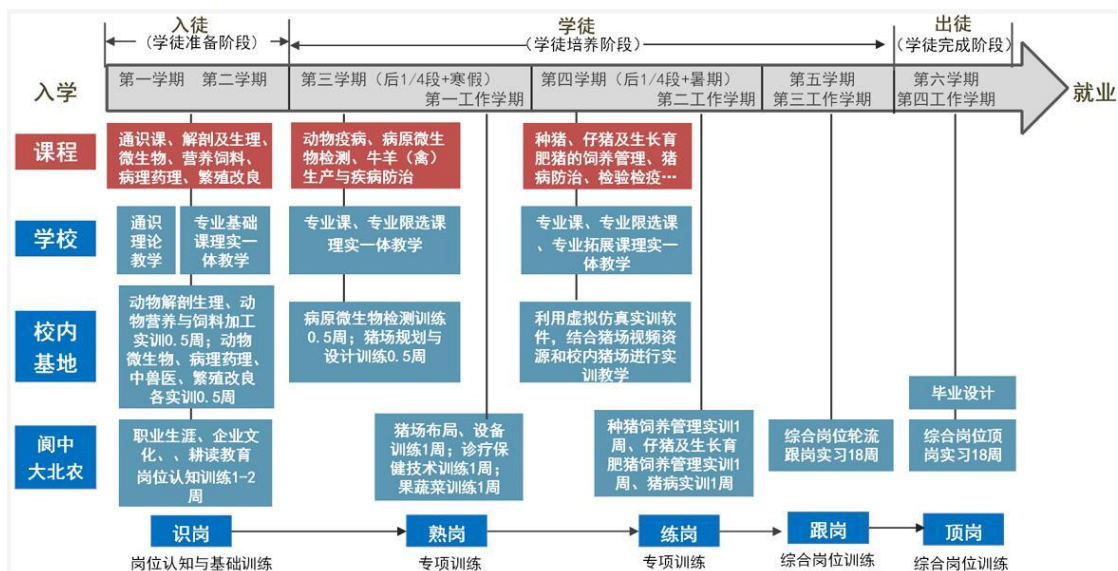 入徒
(学徒准备阶段)
学徒
(学徒培养阶段)
出徒
(学徒完成阶段)
入学
第一学期 第二学期
第三学期（后1/4段+寒假）
第一工作学期
第四学期（后1/4段+暑期）
第二工作学期
第五学期
第三工作学期
第六学期
第四工作学期
就业
课程
通识课、解剖及生理、
微生物、营养饲料、
病理药理、繁殖改良
动物疫病、病原微生
物检测、牛羊（禽）
生产与疾病防治
种猪、仔猪及生长育
肥猪的饲养管理、猪
病防治、检验检疫…
学校
通识
理论
教学
专业基础
课理实一
体教学
专业课、专业限选课
理实一体教学
专业课、专业限选课
、专业拓展课理实一
体教学
校内
基地
动物解剖生理、动
物营养与饲料加工
实训0.5周；动物
微生物、病理药理、
中兽医、繁殖改良
各实训0.5周
病原微生物检测训练
0.5周；猪场规划与
设计训练0.5周
利用虚拟仿真实训软
件，结合猪场视频资
源和校内猪场进行实
训教学
毕业设计
阆中
大北农
职业生涯、企业文
化、、耕读教育
岗位认知训练1-2
周
猪场布局、设备
训练1周；诊疗保
健技术训练1周；
果蔬菜训练1周
种猪饲养管理实训1
周、仔猪及生长育
肥猪饲养管理实训1
周、猪病实训1周
综合岗位轮流
跟岗实习18周
综合岗位顶
岗实习18周
识岗
熟岗
练岗
跟岗
顶岗
岗位认知与基础训练
专项训练
专项训练
综合岗位训练
综合岗位训练